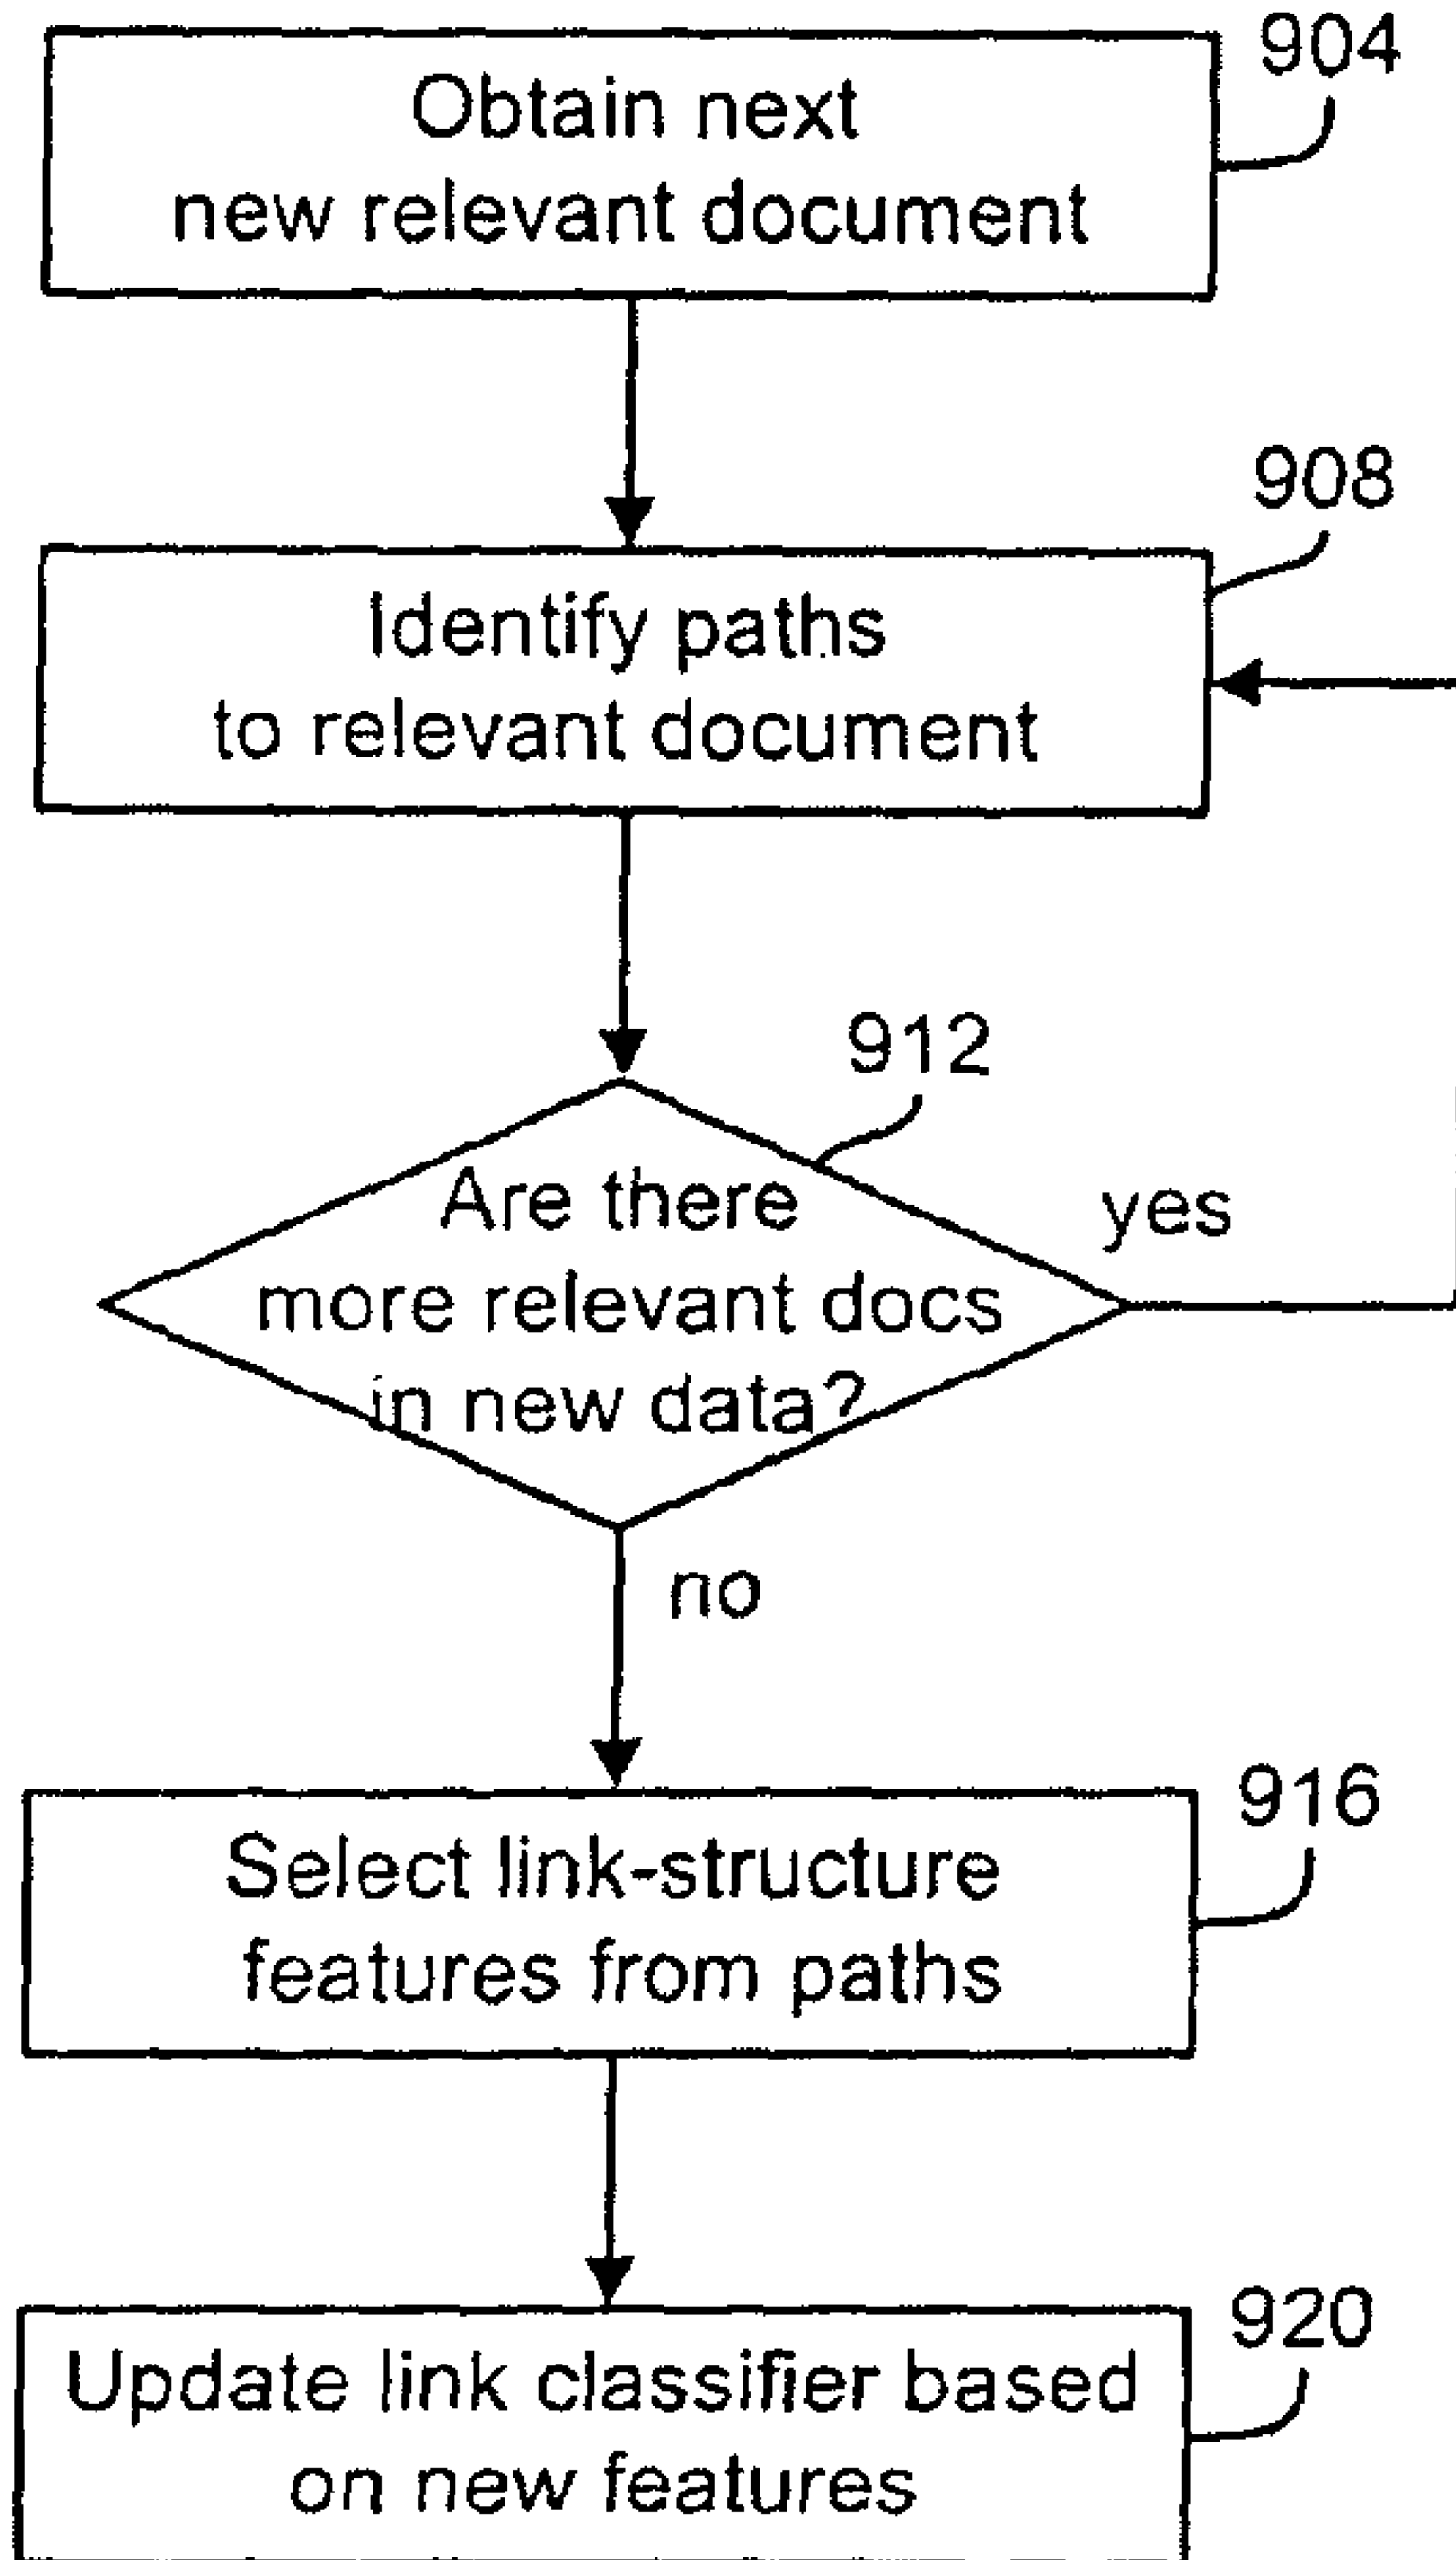 904
Obtain next
new relevant document
908
Identify paths
to relevant document
912
Are there
more relevant docs
in new data?
yes
no
916
Select link-structure
features from paths
920
Update link classifier based
on new features